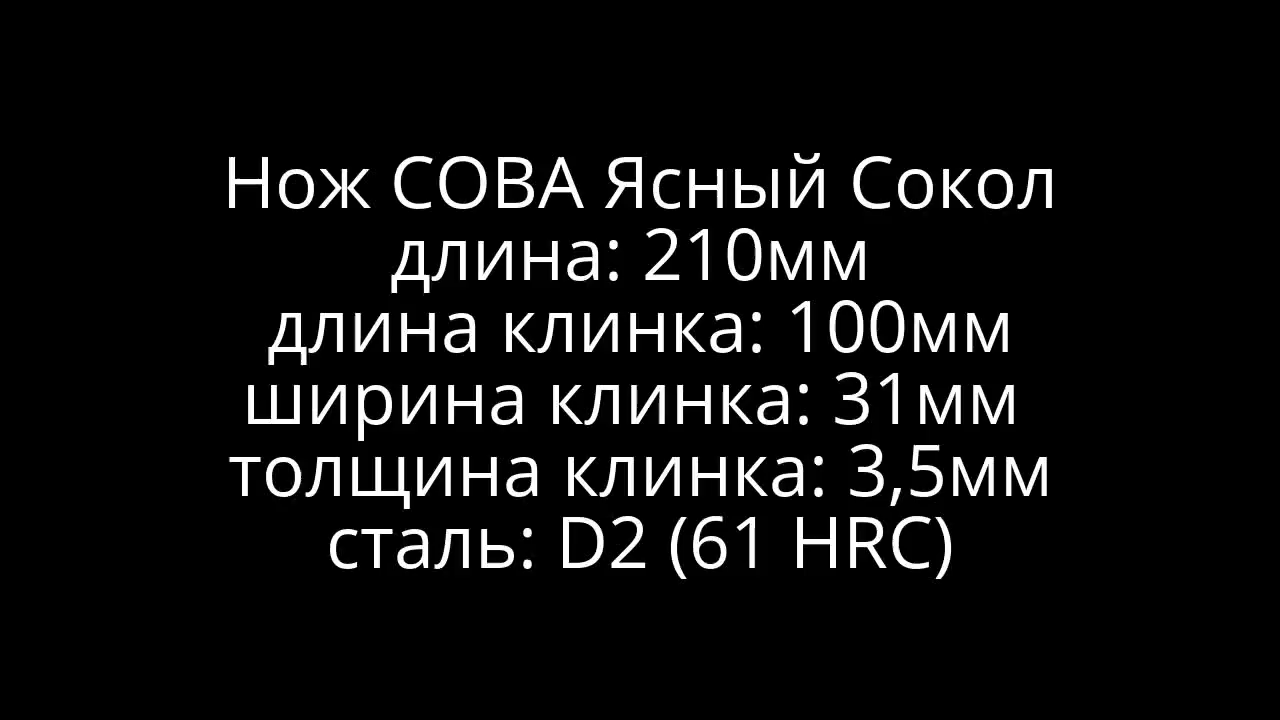 Нож СОВА Ясный Сокол
длина: 210мм
длина клинка: 100мм
ширина клинка: 31мм
толщина клинка: 3,5мм
сталь: D2 (61 HRC)